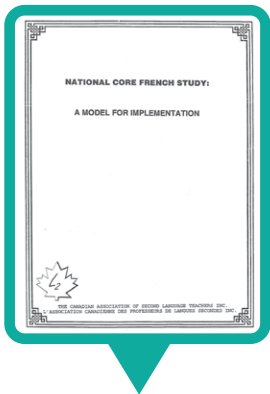 NATIONAL CORE FRENCH STUDY:
A MODEL FOR IMPLEMENTATION
L2
THE CANADIAN ASSOCIATION OF SECOND LANGUAGE TEACHERS INC.
L'ASSOCIATION CANADIENNE DES PROFESSEURS DE LANGUES SECONDES INC.